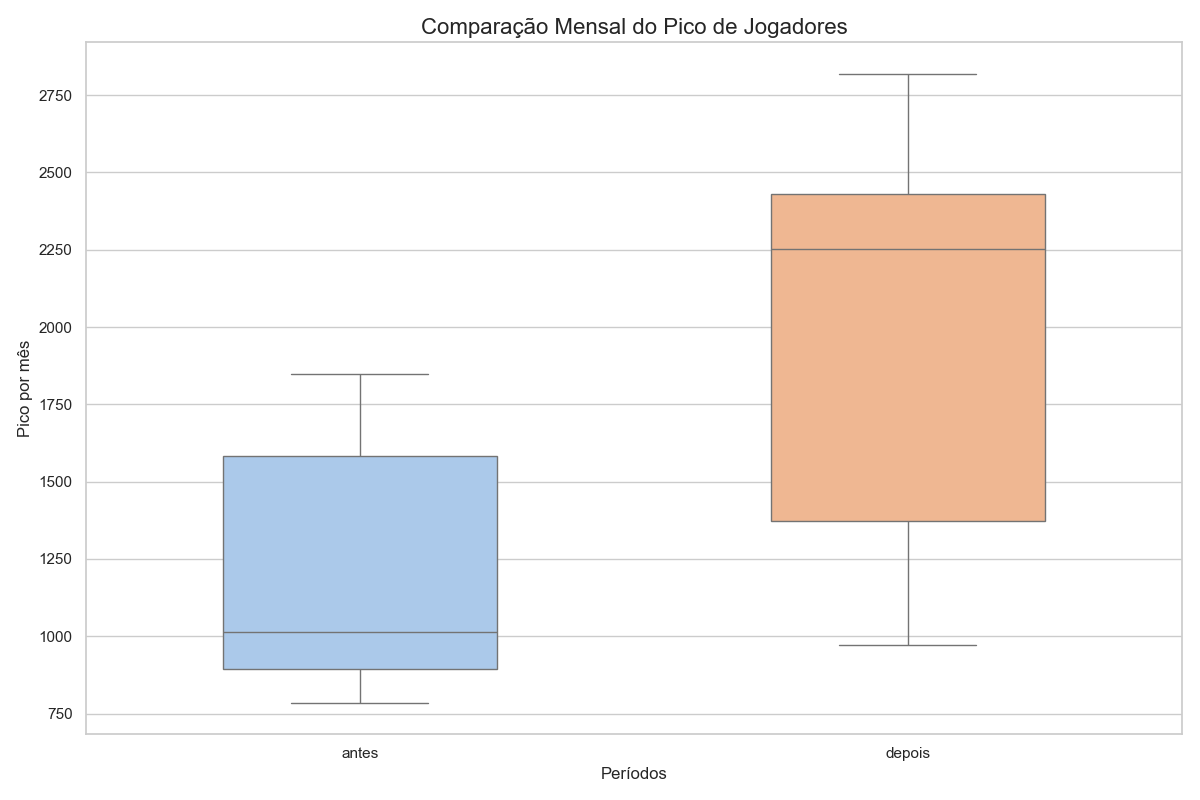 Comparação Mensal do Pico de Jogadores
Pico por mês
2750
2500
2250
2000
1750
1500
1250
1000
750
antes
depois
Períodos